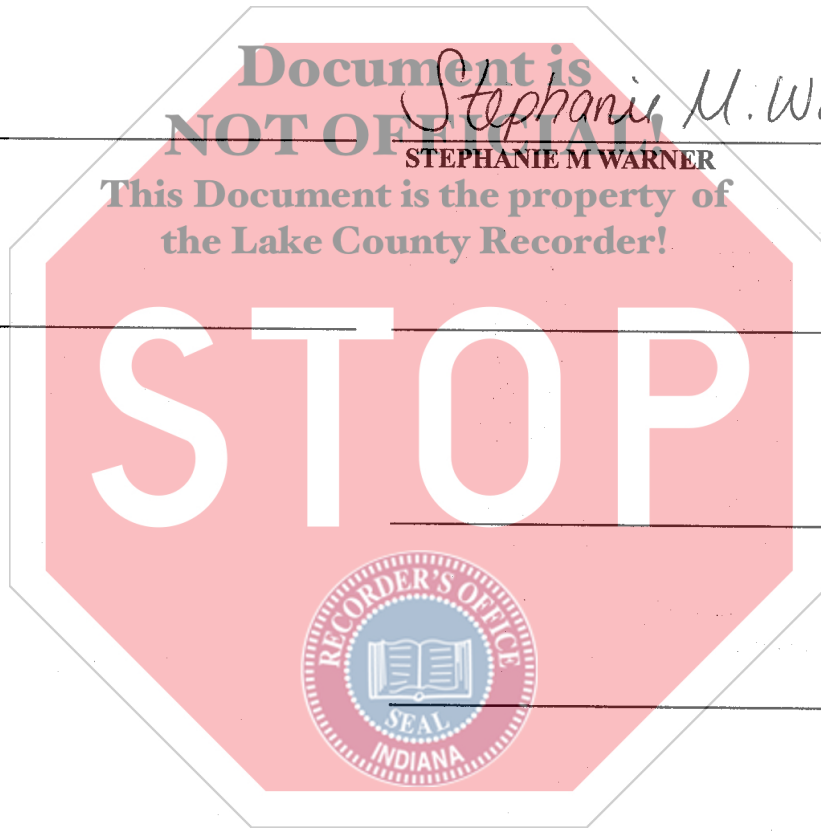 Document is
Stephanie M. Wa
NOT OFFICIAL!
STEPHANIE M WARNER
This Document is the property of
the Lake County Recorder!
STOP
RECORDER'S OFFICE
SEAL
INDIANA